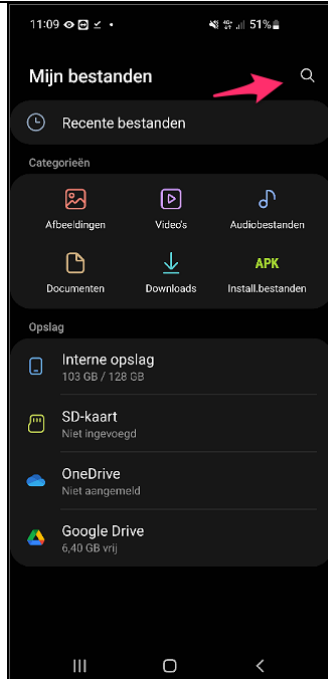 11:09
51%
Mijn bestanden
Recente bestanden
Categorieën
Afbeeldingen Video's Audiobestanden
APK
Documenten Downloads Install.bestanden
Opslag
Interne opslag
103 GB / 128 GB
SD-kaart
Niet ingevoegd
OneDrive
Niet aangemeld
Google Drive
6,40 GB vrij